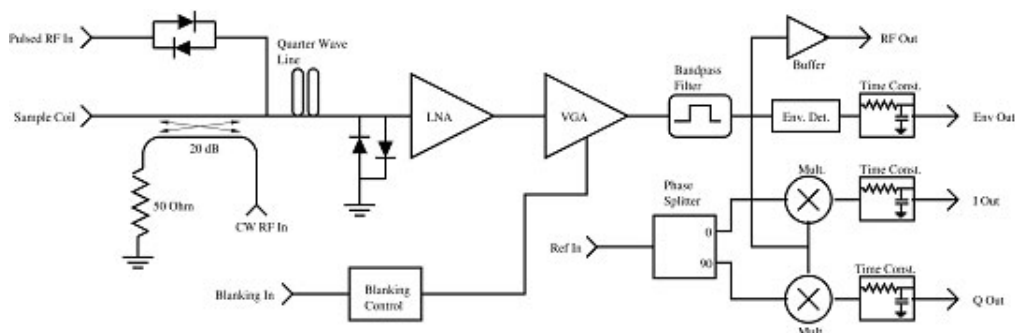 Pulsed RF In
Quarter Wave
Line
Sample Coil
20 dB
50 Ohm
CW RF In
LNA
VGA
Bandpass
Filter
Buffer
RF Out
Time Const.
Env. Det.
Env Out
Phase
Splitter
0
90
Ref In
Mult.
Time Const.
I Out
Time Const.
Q Out
Mult.
Blanking In
Blanking
Control